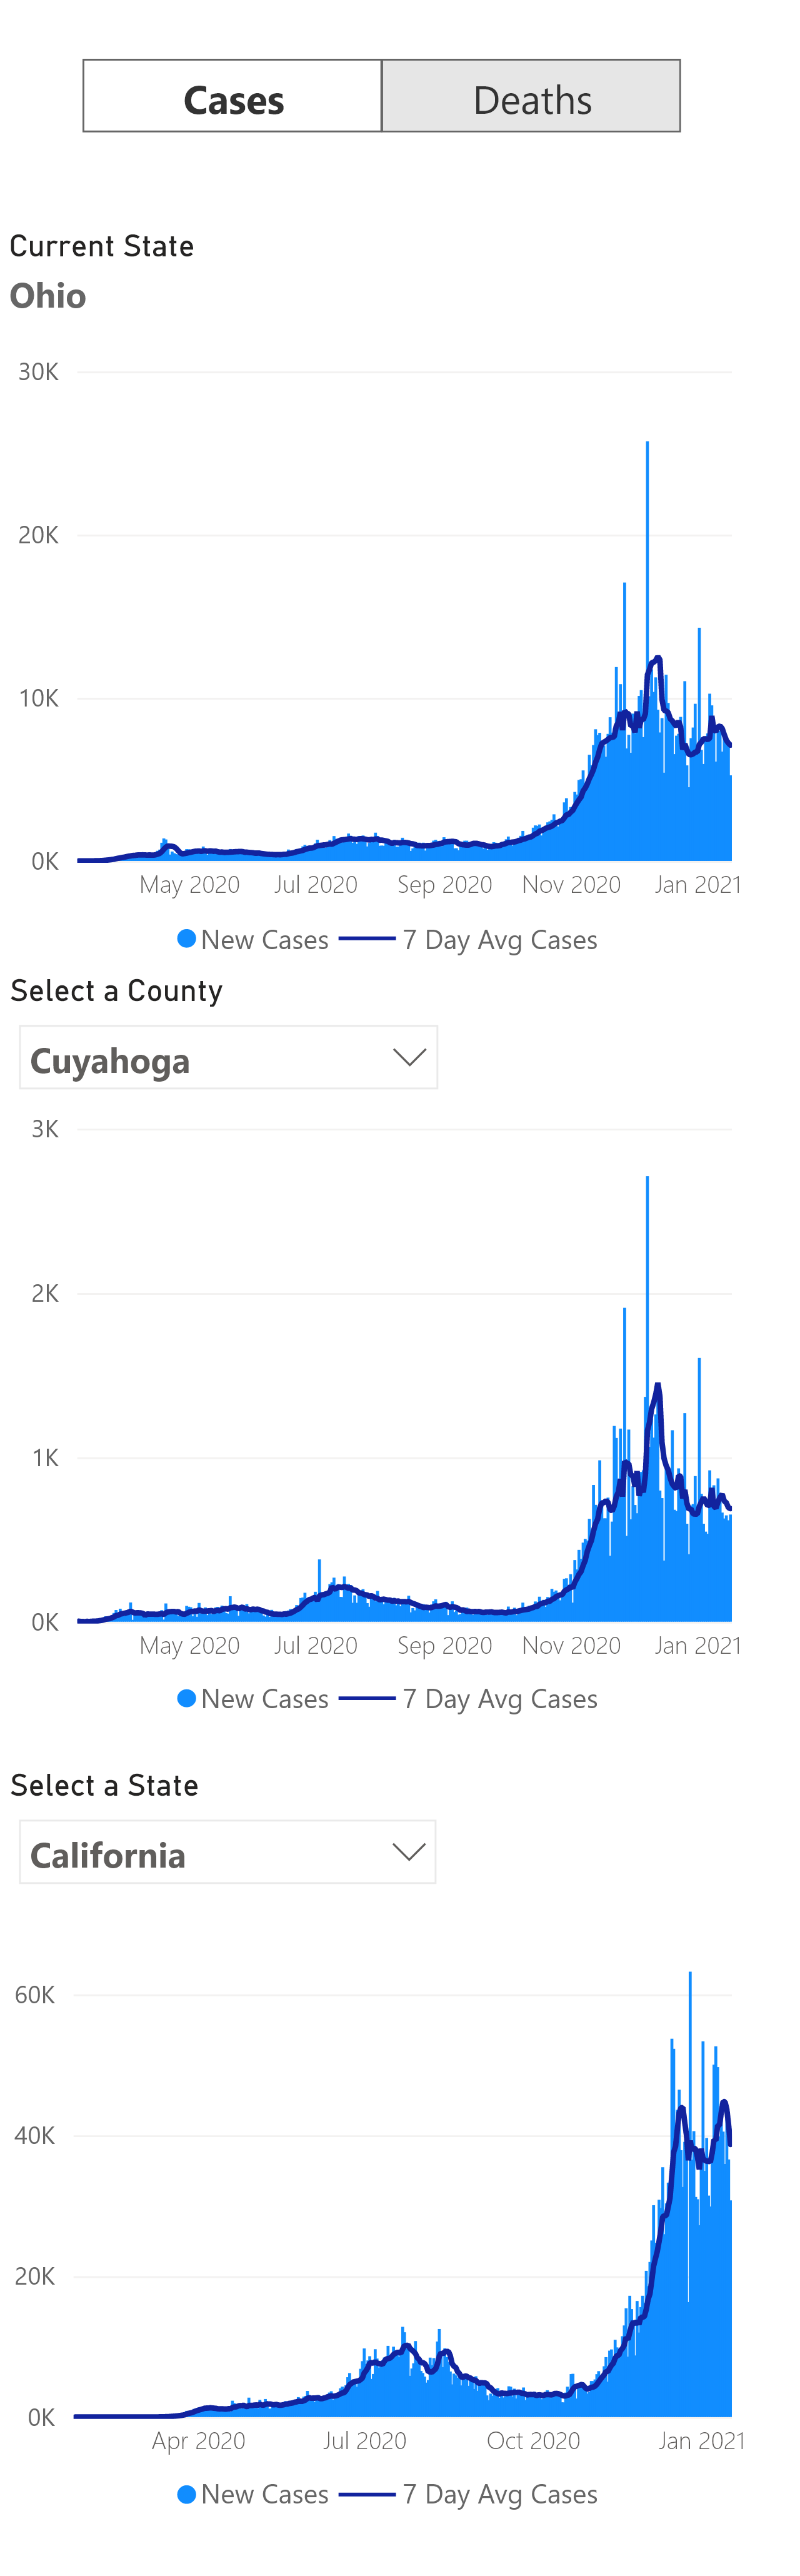 Cases Deaths
Current State
Ohio
30K
20K
10K
0K
May 2020 Jul 2020 Sep 2020 Nov 2020 Jan 2021
New Cases 7 Day Avg Cases
Select a County
Cuyahoga
3K
2K
1K
0K
May 2020 Jul 2020 Sep 2020 Nov 2020 Jan 2021
New Cases 7 Day Avg Cases
Select a State
California
60K
40K
20K
0K
Apr 2020 Jul 2020 Oct 2020 Jan 2021
New Cases 7 Day Avg Cases